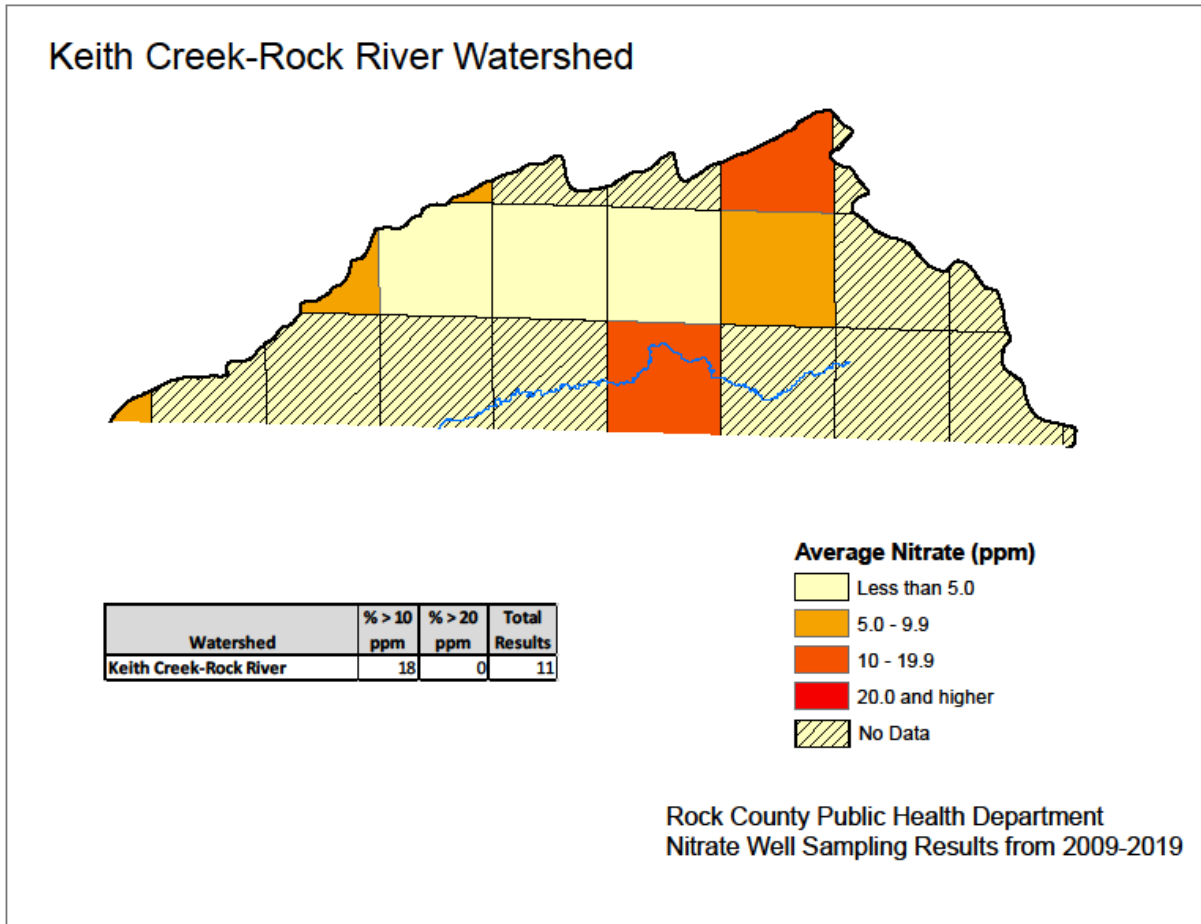 Keith Creek-Rock River Watershed
Average Nitrate (ppm)
Less than 5.0
5.0 - 9.9
10 - 19.9
20.0 and higher
No Data
Watershed % > 10 ppm % > 20 ppm Total Results
Keith Creek-Rock River 18 0 11
Rock County Public Health Department
Nitrate Well Sampling Results from 2009-2019